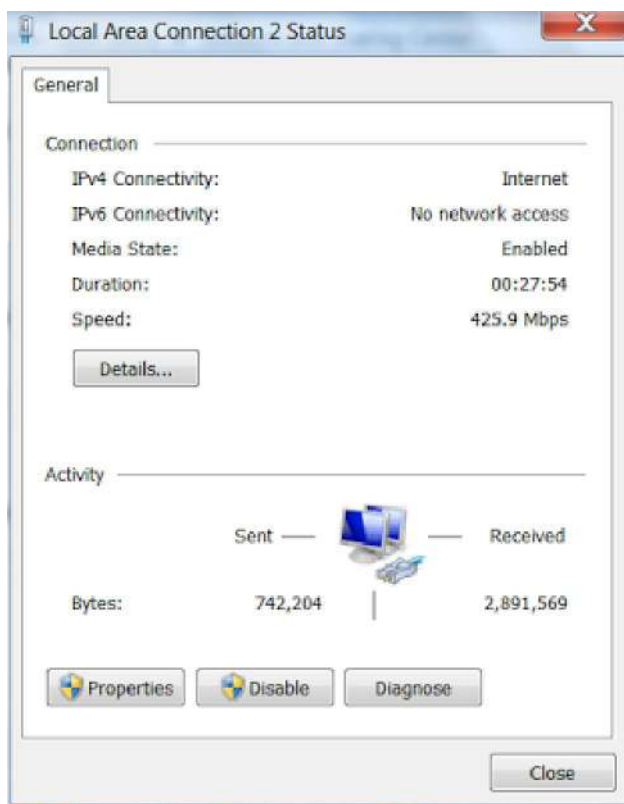 Local Area Connection 2 Status
General
Connection
IPv4 Connectivity: Internet
IPv6 Connectivity: No network access
Media State: Enabled
Duration: 00:27:54
Speed: 425.9 Mbps
Details...
Activity
Sent Received
Bytes: 742,204 2,891,569
Properties Disable Diagnose
Close